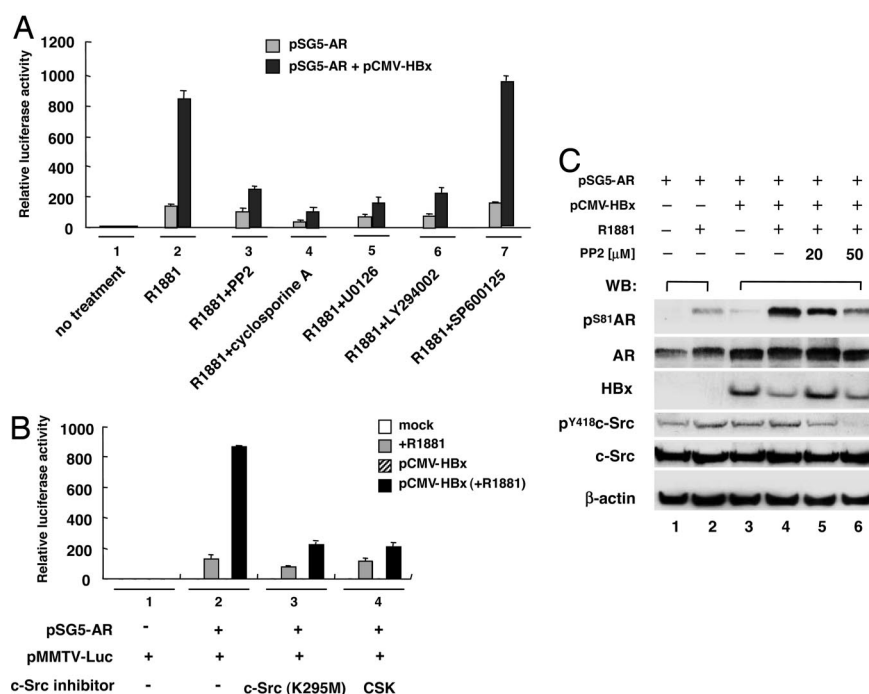 A
1200
1000
800
600
400
200
0
Relative luciferase activity
pSG5-AR
pSG5-AR + pCMV-HBx
1 2 3 4 5 6 7
no treatment
R1881
R1881+PP2
R1881+cyclosporine A
R1881+U0126
R1881+LY294002
R1881+SP600125
B
1000
800
600
400
200
0
Relative luciferase activity
mock
+R1881
pCMV-HBx
pCMV-HBx (+R1881)
1 2 3 4
pSG5-AR - + + +
pMMTV-Luc + + + +
c-Src inhibitor - - c-Src (K295M) CSK
C
pSG5-AR + + + + + +
pCMV-HBx – – + + + +
R1881 – + – + + +
PP2 [µM] – – – – 20 50
WB:
pS81AR
AR
HBx
pY418c-Src
c-Src
β-actin
1 2 3 4 5 6